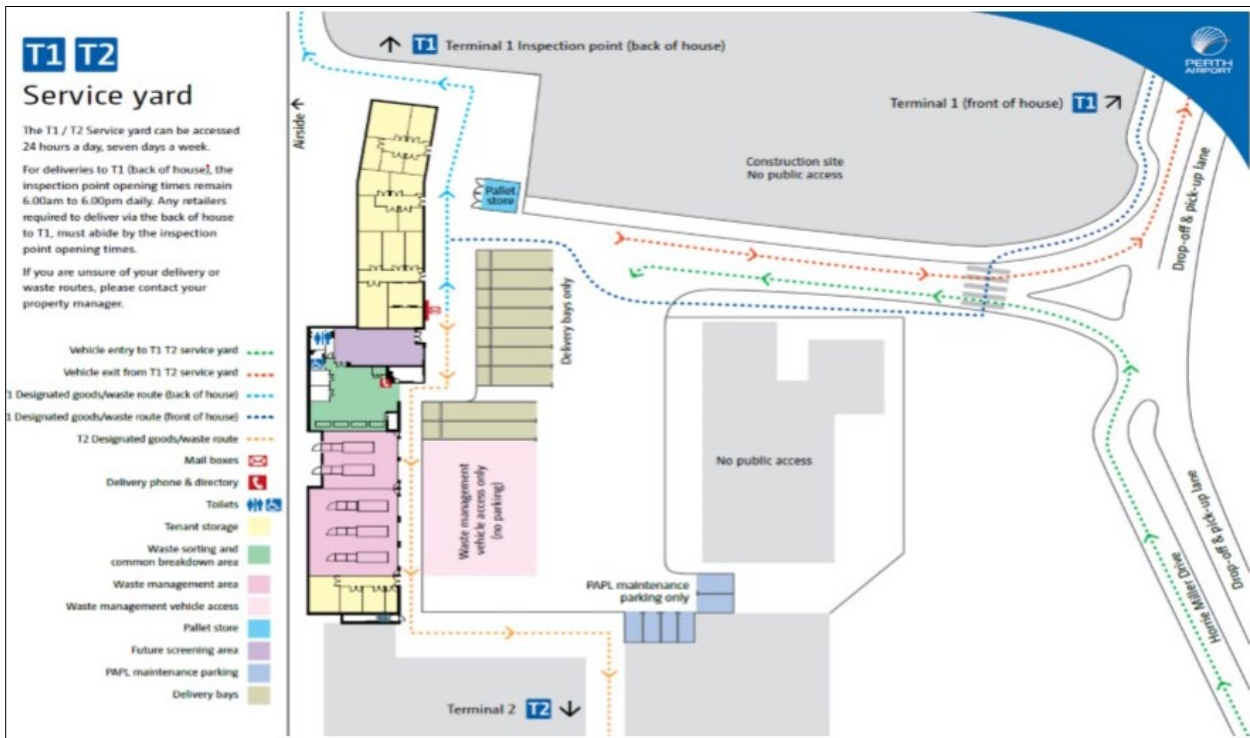 T1 T2
Service yard
The T1 / T2 Service yard can be accessed
24 hours a day, seven days a week.
For deliveries to T1 (back of house), the
inspection point opening times remain
6.00am to 6.00pm daily. Any retailers
required to deliver via the back of house
to T1, must abide by the inspection
point opening times.
If you are unsure of your delivery or
waste routes, please contact your
property manager.
Vehicle entry to T1 T2 service yard
Vehicle exit from T1 T2 service yard
1 Designated goods/waste route (back of house)
1 Designated goods/waste route (front of house)
T2 Designated goods/waste route
Mail boxes
Delivery phone & directory
Toilets
Tenant storage
Waste sorting and
common breakdown area
Waste management area
Waste management vehicle access
Pallet store
Future screening area
PAPL maintenance parking
Delivery bays
Airside
T1 Terminal 1 Inspection point (back of house)
Terminal 1 (front of house) T1
PERTH
AIRPORT
Construction site
No public access
Pallet
store
Drop-off & pick-up lane
Delivery bays only
No public access
Waste management
vehicle access only
(no parking)
PAPL maintenance
parking only
Horrie Miller Drive
Drop-off & pick-up lane
Terminal 2 T2